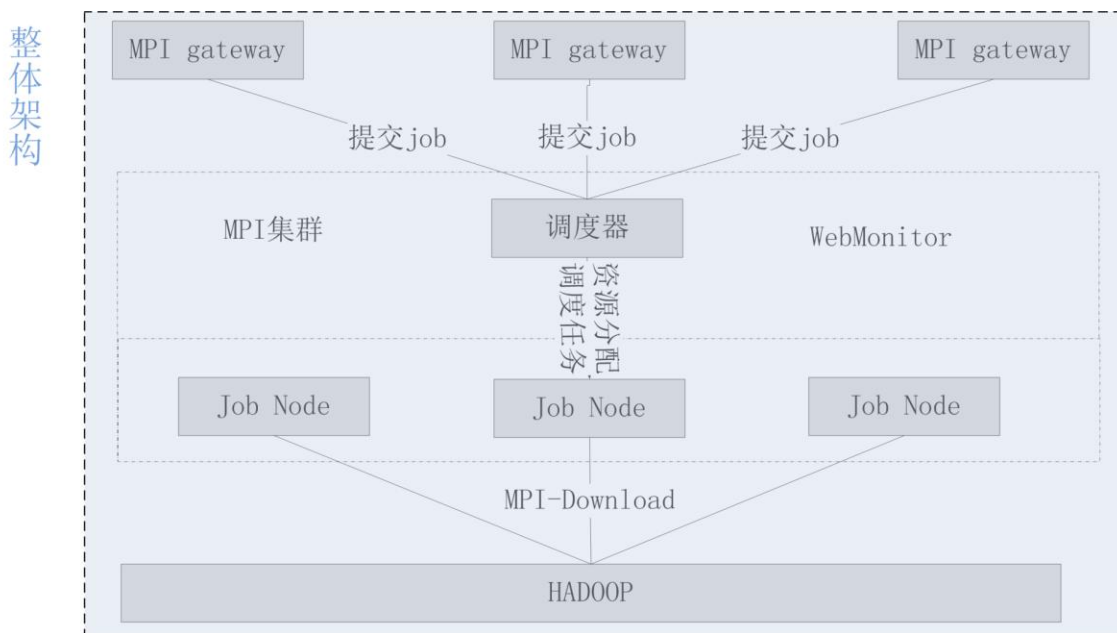 整体架构
MPI gateway
MPI gateway
MPI gateway
提交job
提交job
提交job
MPI集群
调度器
WebMonitor
资源分配
调度任务
Job Node
Job Node
Job Node
MPI-Download
HADOOP